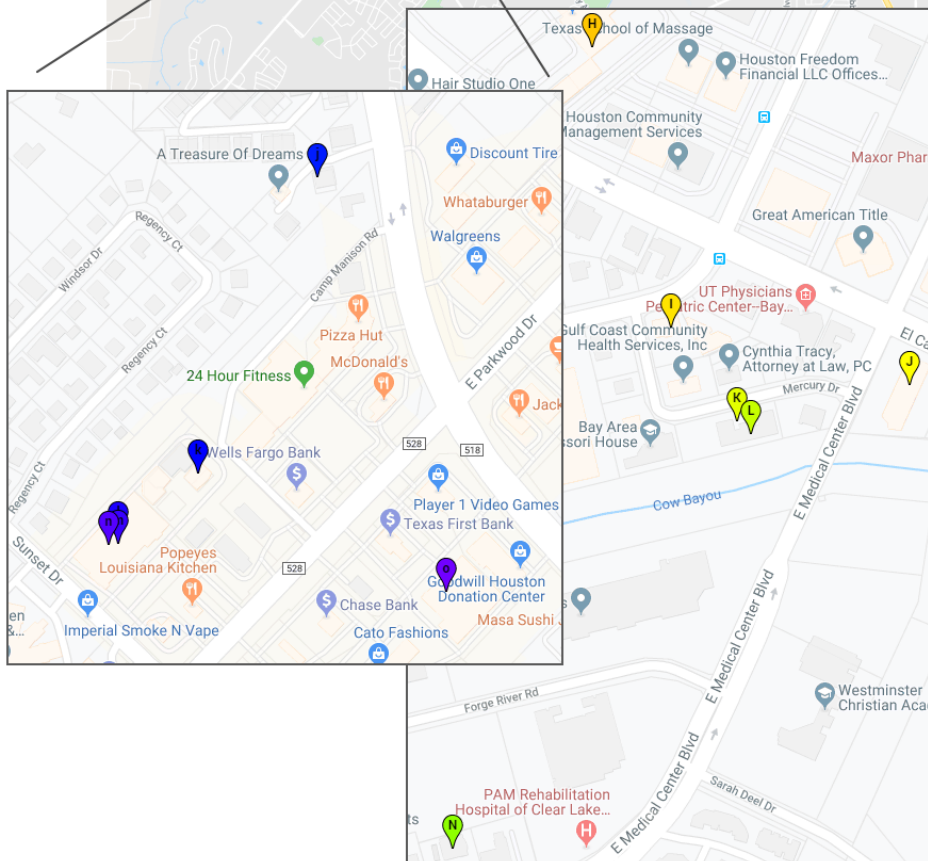 H
Texas
ool of Massage
Houston Freedom
Financial LLC Offices...
Hair Studio One
Houston Community
Management Services
Maxor Phar
Great American Title
UT Physicians
Pe
ric Center--Bay...
I
Gulf Coast Community
Health Services, Inc
Cynthia Tracy,
Attorney at Law, PC
El Ca
J
Mercury Dr
K
L
Bay Area
ssori House
E Medical Center Blvd
Cow Bayou
E Medical Center Blvd
s
Westminster
Christian Aca
Forge River Rd
E Medical Center Blvd
Sarah Deel Dr
PAM Rehabilitation
Hospital of Clear Lake...
H
ts
N
A Treasure Of Dreams
j
Discount Tire
Whataburger
Walgreens
Regency Ct
Windsor Dr
Camp Manison Rd
Pizza Hut
McDonald's
Regency Ct
24 Hour Fitness
E Parkwood Dr
Jack
528
518
k
Wells Fargo Bank
Regency Ct
Player 1 Video Games
Texas First Bank
n
Sunset Dr
Popeyes
Louisiana Kitchen
528
o
Goodwill Houston
Donation Center
Chase Bank
Masa Sushi J
en
&...
Imperial Smoke N Vape
Cato Fashions